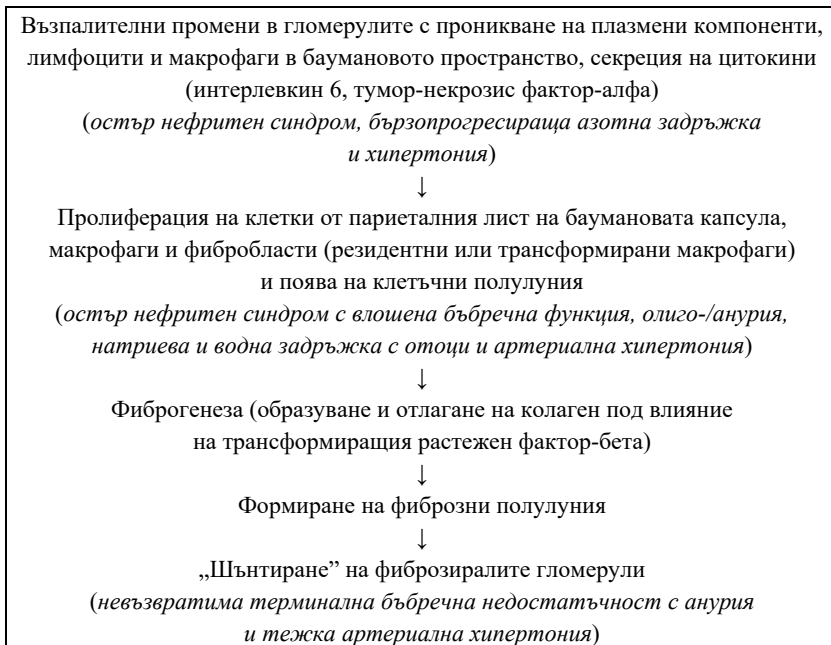 Възпалителни промени в гломерулите с проникване на плазмени компоненти,
лимфоцити и макрофаги в баумановото пространство, секреция на цитокини
(интерлевкин 6, тумор-некрозис фактор-алфа)
(остър нефритен синдром, бързопрогресираща азотна задръжка
и хипертония)
↓
Пролиферация на клетки от париеталния лист на баумановата капсула,
макрофаги и фибробласти (резидентни или трансформирани макрофаги)
и поява на клетъчни полулуния
(остър нефритен синдром с влошена бъбречна функция, олиго-/анурия,
натриева и водна задръжка с отоци и артериална хипертония)
↓
Фиброгенеза (образуване и отлагане на колаген под влияние
на трансформиращия растежен фактор-бета)
↓
Формиране на фиброзни полулуния
↓
„Шънтиране” на фиброзиралите гломерули
(невъзвратима терминална бъбречна недостатъчност с анурия
и тежка артериална хипертония)